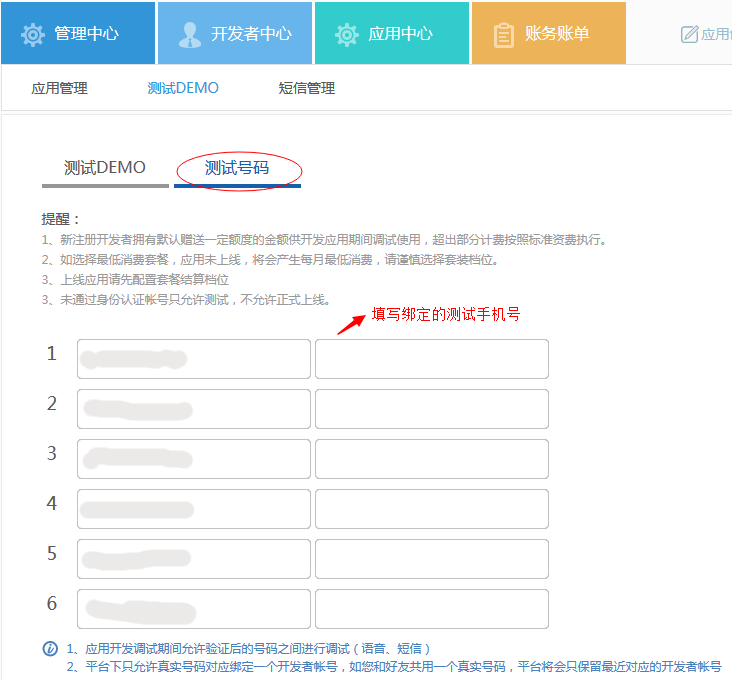 管理中心 开发者中心 应用中心 账务账单 应用
应用管理 测试DEMO 短信管理
测试DEMO 测试号码
提醒：
1、新注册开发者拥有默认赠送一定额度的金额供开发应用期间调试使用，超出部分计费按照标准资费执行。
2、如选择最低消费套餐，应用未上线，将会产生每月最低消费，请谨慎选择套装档位。
3、上线应用请先配置套餐结算档位
3、未通过身份认证帐号只允许测试，不允许正式上线。
填写绑定的测试手机号
1
2
3
4
5
6
1、应用开发调试期间允许验证后的号码之间进行调试（语音、短信）
2、平台下只允许真实号码对应绑定一个开发者帐号，如您和好友共用一个真实号码，平台将会只保留最近对应的开发者帐号